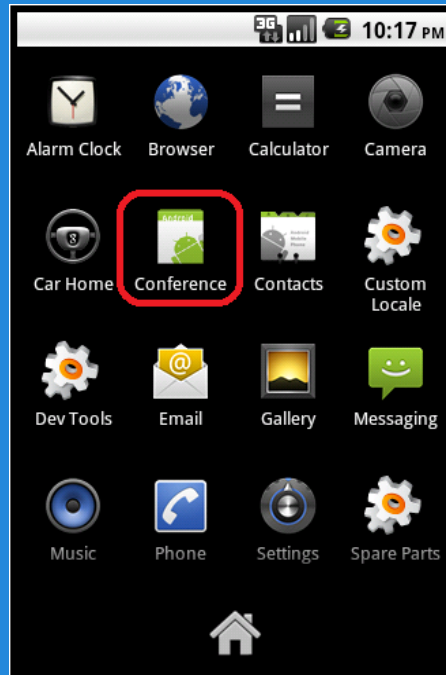 3G 10:17 PM
Alarm Clock Browser Calculator Camera
Android
Car Home Conference Contacts Custom
Locale
Dev Tools Email Gallery Messaging
Music Phone Settings Spare Parts